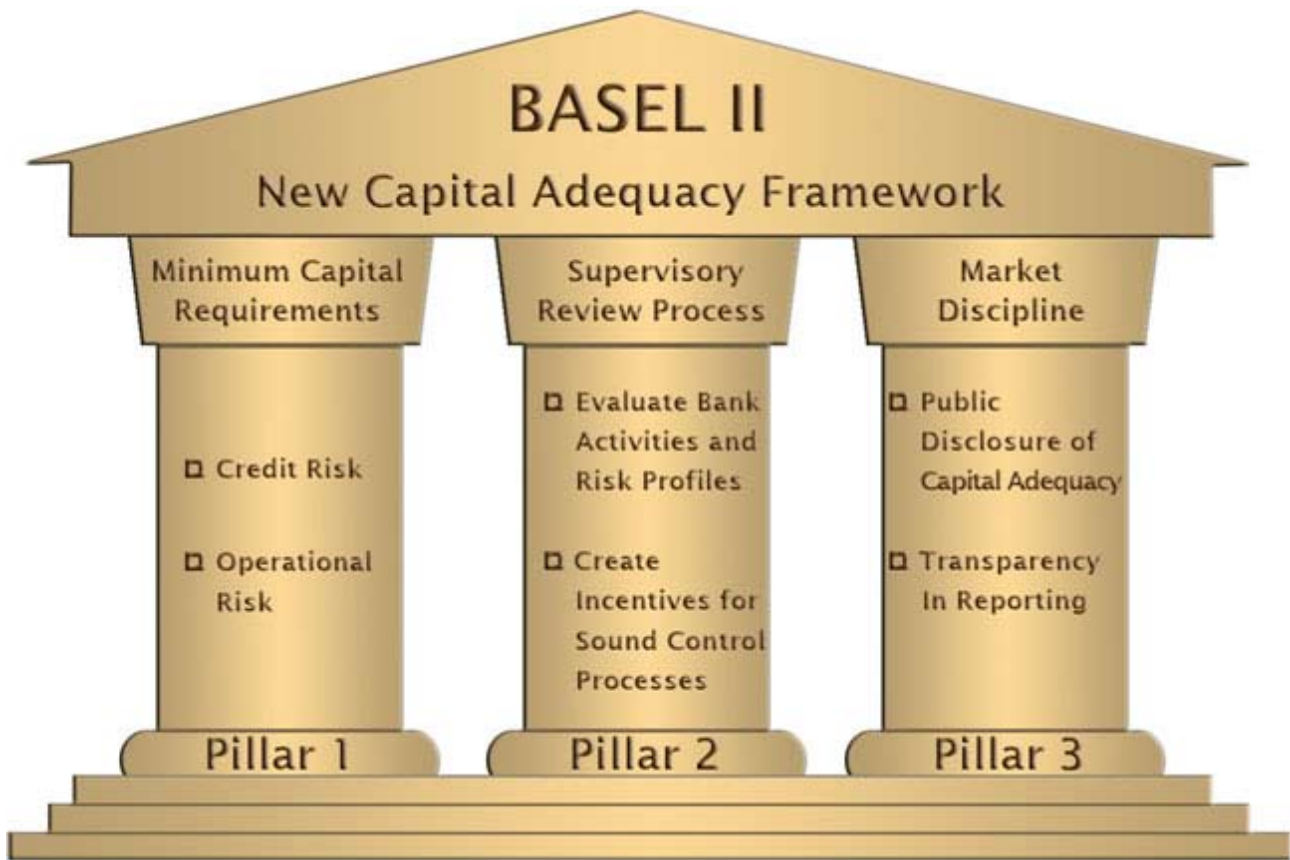 BASEL II
New Capital Adequacy Framework
Minimum Capital
Requirements
Credit Risk
Operational
Risk
Pillar 1
Supervisory
Review Process
Evaluate Bank
Activities and
Risk Profiles
Create
Incentives for
Sound Control
Processes
Pillar 2
Market
Discipline
Public
Disclosure of
Capital Adequacy
Transparency
In Reporting
Pillar 3